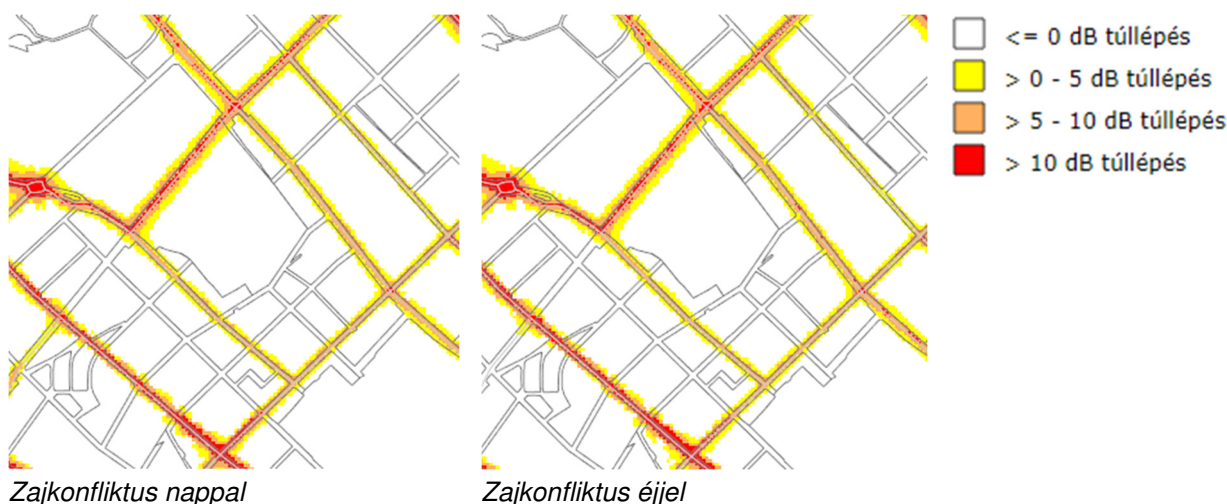 <= 0 dB túllépés
> 0 - 5 dB túllépés
> 5 - 10 dB túllépés
> 10 dB túllépés
Zajkonfliktus nappal
Zajkonfliktus éjjel